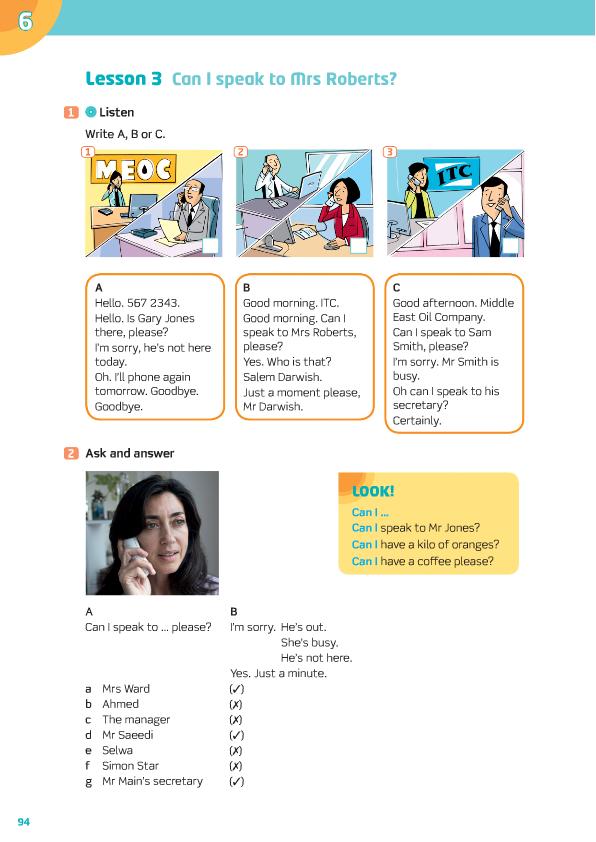 6
Lesson 3 Can I speak to Mrs Roberts?
1 Listen
Write A, B or C.
1
MEOC
2
3
ITC
A
Hello. 567 2343.
Hello. Is Gary Jones
there, please?
I'm sorry, he's not here
today.
Oh. I'll phone again
tomorrow. Goodbye.
Goodbye.
B
Good morning. ITC.
Good morning. Can I
speak to Mrs Roberts,
please?
Yes. Who is that?
Salem Darwish.
Just a moment please,
Mr Darwish.
C
Good afternoon. Middle
East Oil Company.
Can I speak to Sam
Smith, please?
I'm sorry. Mr Smith is
busy.
Oh can I speak to his
secretary?
Certainly.
2 Ask and answer
LOOK!
Can I ...
Can I speak to Mr Jones?
Can I have a kilo of oranges?
Can I have a coffee please?
A B
Can I speak to ... please? I'm sorry. He's out.
She's busy.
He's not here.
Yes. Just a minute.
a Mrs Ward (✓)
b Ahmed (✗)
c The manager (✗)
d Mr Saeedi (✓)
e Selwa (✗)
f Simon Star (✗)
g Mr Main's secretary (✓)
94